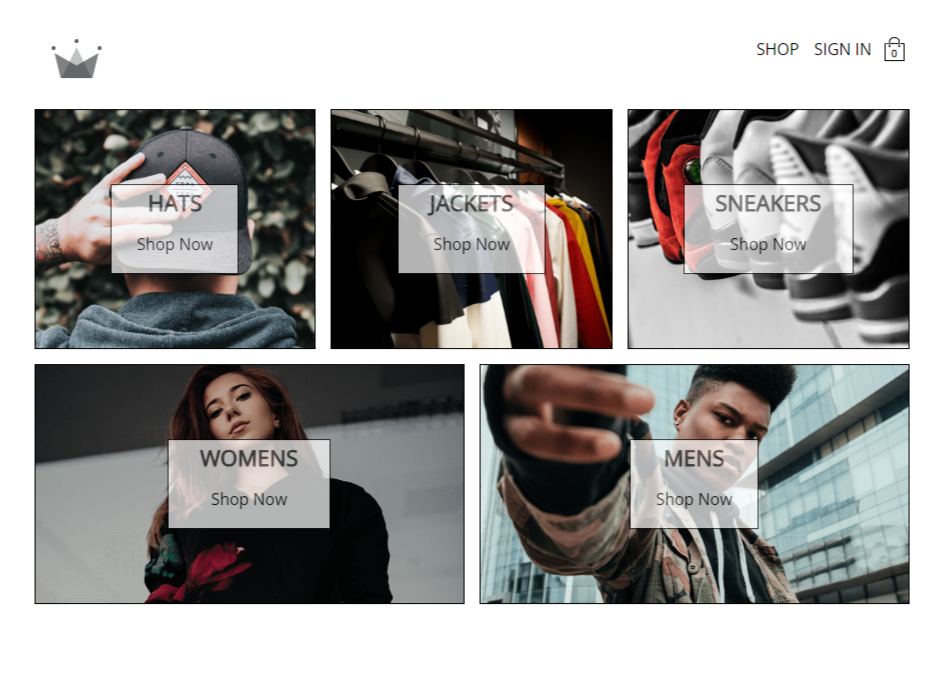 SHOP SIGN IN 0
HATS
Shop Now
JACKETS
Shop Now
SNEAKERS
Shop Now
WOMENS
Shop Now
MENS
Shop Now